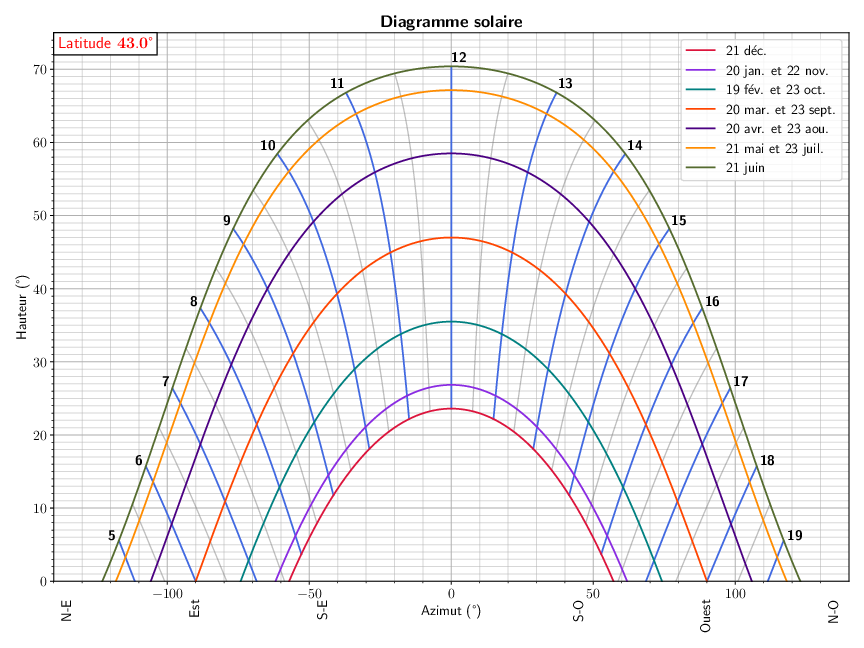 Diagramme solaire
Latitude 43.0°
21 déc.
20 jan. et 22 nov.
19 fév. et 23 oct.
20 mar. et 23 sept.
20 avr. et 23 aou.
21 mai et 23 juil.
21 juin
12
11 13
10 14
9 15
8 16
7 17
6 18
5 19
Hauteur (°)
70
60
50
40
30
20
10
0
−100 −50 0 50 100
N-E Est S-E Azimut (°) S-O Ouest N-O